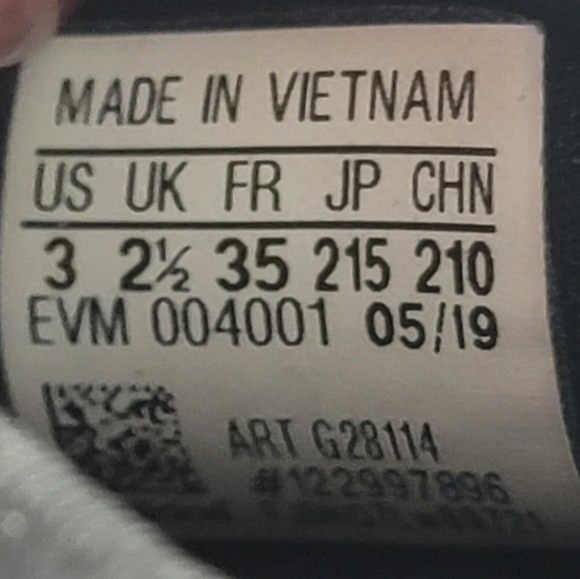 MADE IN VIETNAM
US UK FR JP CHN
3 2½ 35 215 210
EVM 004001 05/19
ART G28114
#122997896